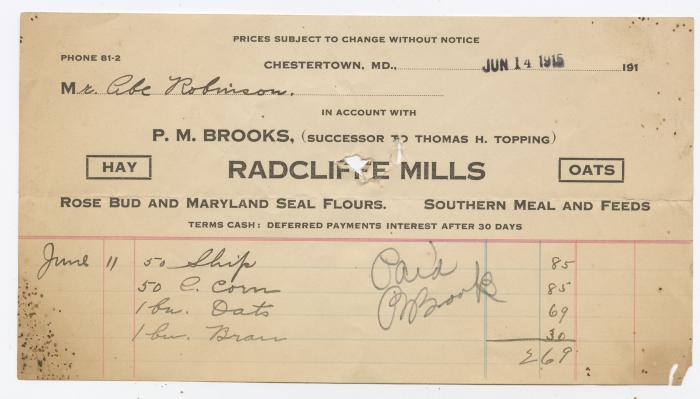 PRICES SUBJECT TO CHANGE WITHOUT NOTICE
PHONE 81-2
CHESTERTOWN, MD., JUN 14 1915 191
Mr. Abe Robinson.
IN ACCOUNT WITH
P. M. BROOKS, (SUCCESSOR TO THOMAS H. TOPPING)
HAY RADCLIFFE MILLS OATS
ROSE BUD AND MARYLAND SEAL FLOURS. SOUTHERN MEAL AND FEEDS
TERMS CASH: DEFERRED PAYMENTS INTEREST AFTER 30 DAYS
June 11 50 Ship 85
50 C. Corn 85
1 bu. Oats 69
1 bu. Bran 30
269
Paid
PMBrooks